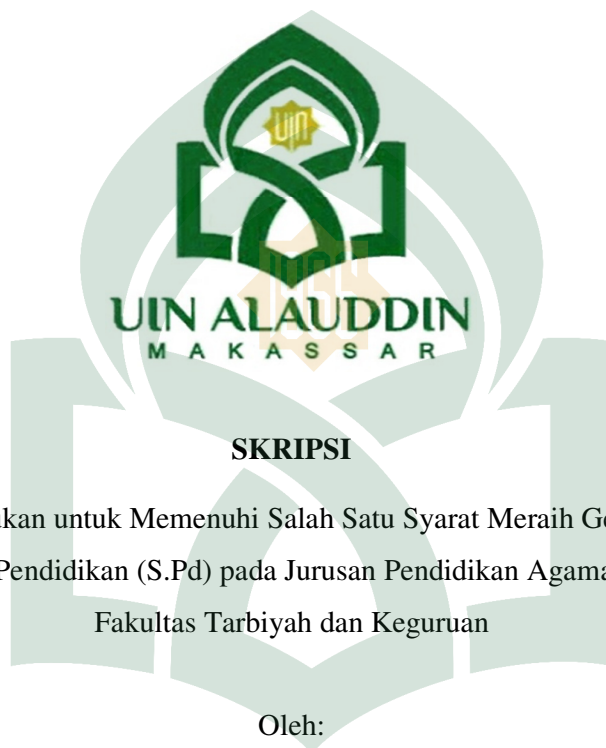 UIN
UIN ALAUDDIN
MAKASSAR
SKRIPSI
untuk Memenuhi Salah Satu Syarat Meraih
Pendidikan (S.Pd) pada Jurusan Pendidikan Agama
Fakultas Tarbiyah dan Keguruan
Oleh: